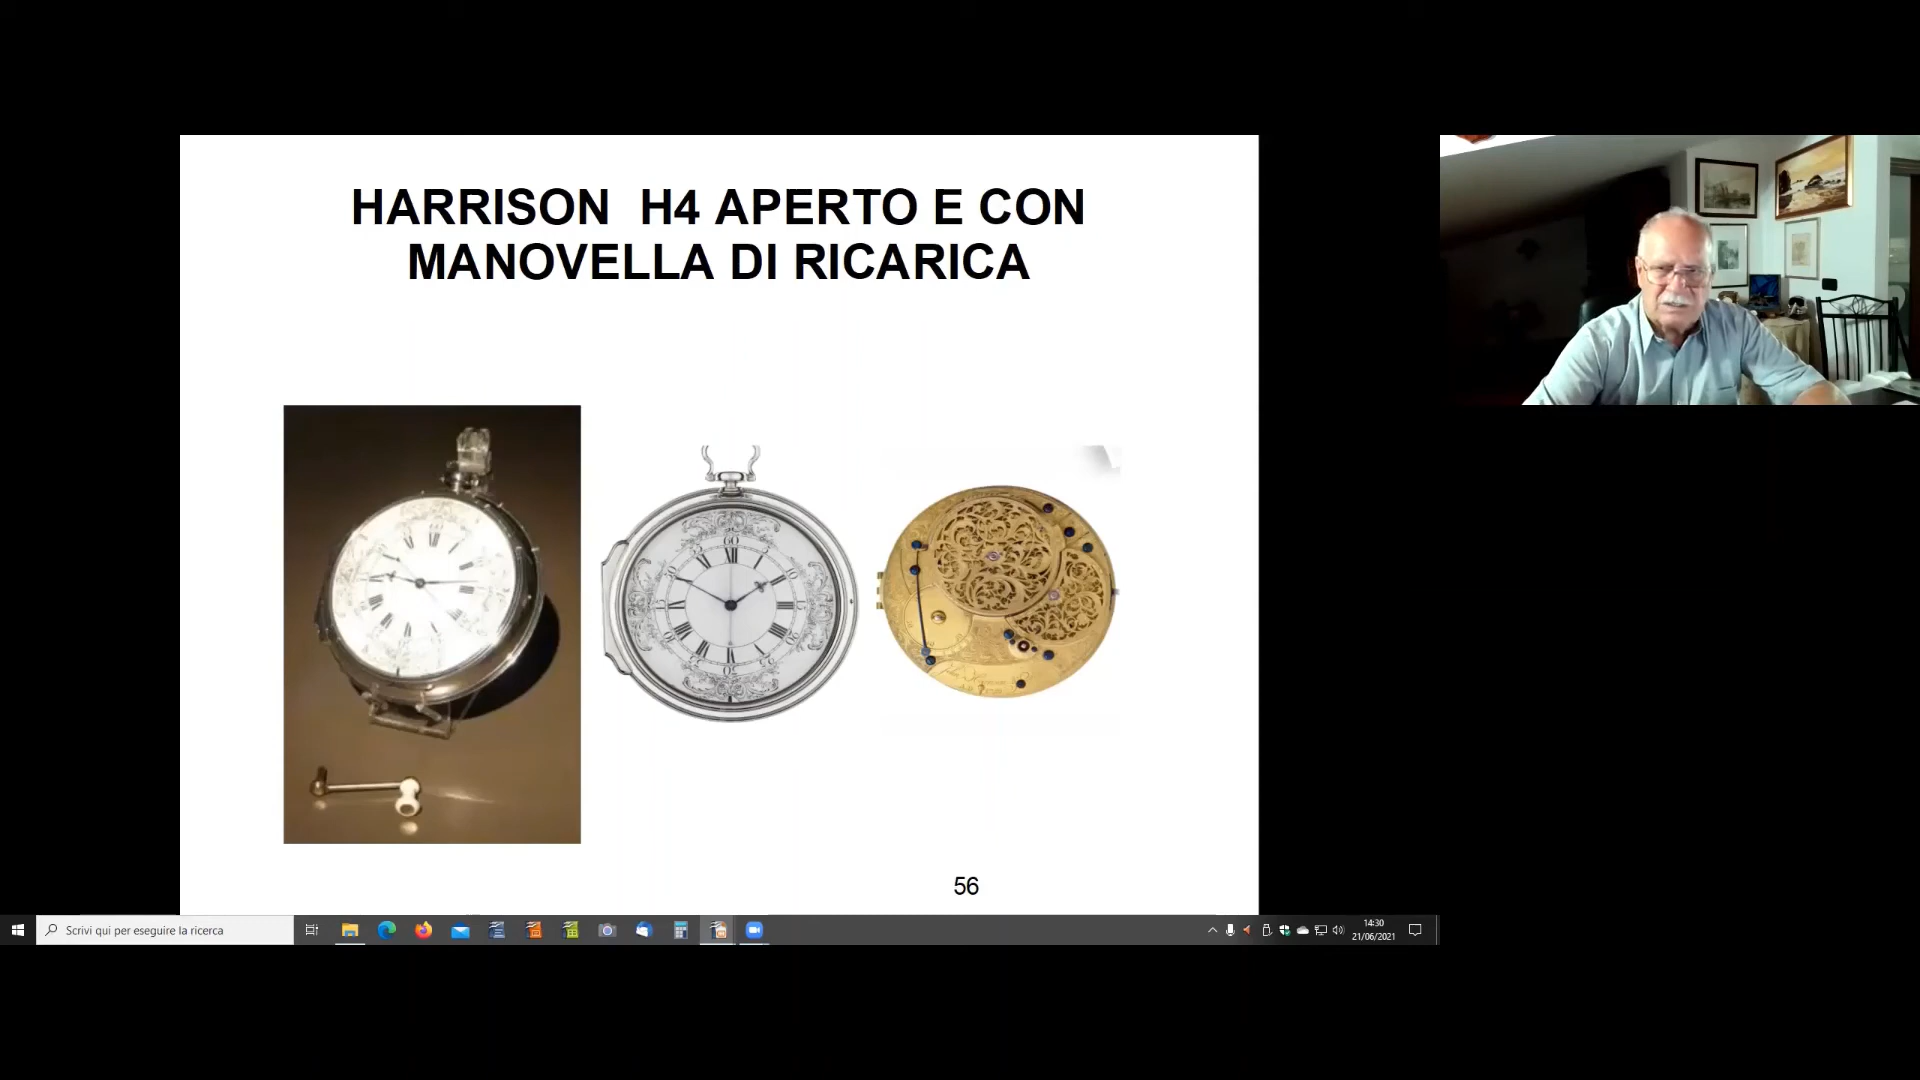 HARRISON H4 APERTO E CON
MANOVELLA DI RICARICA
56
Scrivi qui per eseguire la ricerca
14:30
21/06/2021